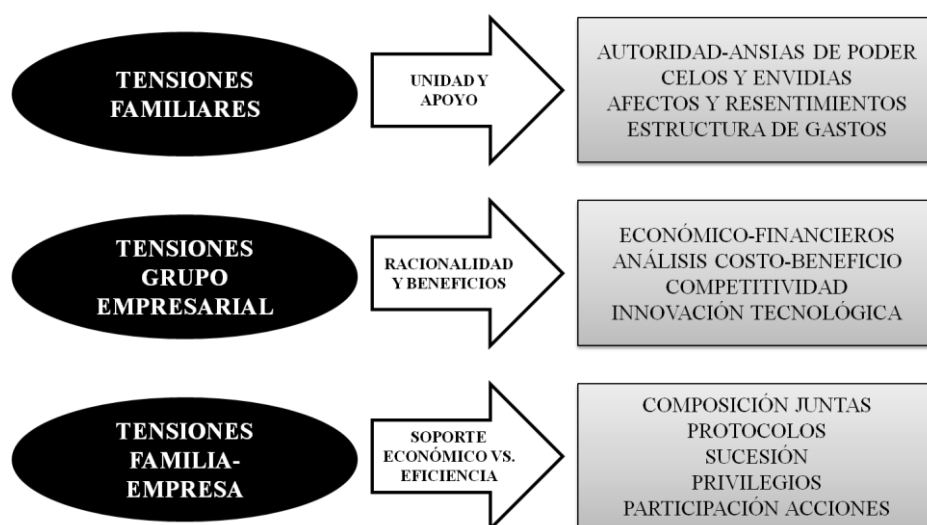 TENSIONES
FAMILIARES
UNIDAD Y
APOYO
AUTORIDAD-ANSIAS DE PODER
CELOS Y ENVIDIAS
AFECTOS Y RESENTIMIENTOS
ESTRUCTURA DE GASTOS
TENSIONES
GRUPO
EMPRESARIAL
RACIONALIDAD
Y BENEFICIOS
ECONÓMICO-FINANCIEROS
ANÁLISIS COSTO-BENEFICIO
COMPETITIVIDAD
INNOVACIÓN TECNOLÓGICA
TENSIONES
FAMILIA-
EMPRESA
SOPORTE
ECONÓMICO VS.
EFICIENCIA
COMPOSICIÓN JUNTAS
PROTOCOLOS
SUCESIÓN
PRIVILEGIOS
PARTICIPACIÓN ACCIONES